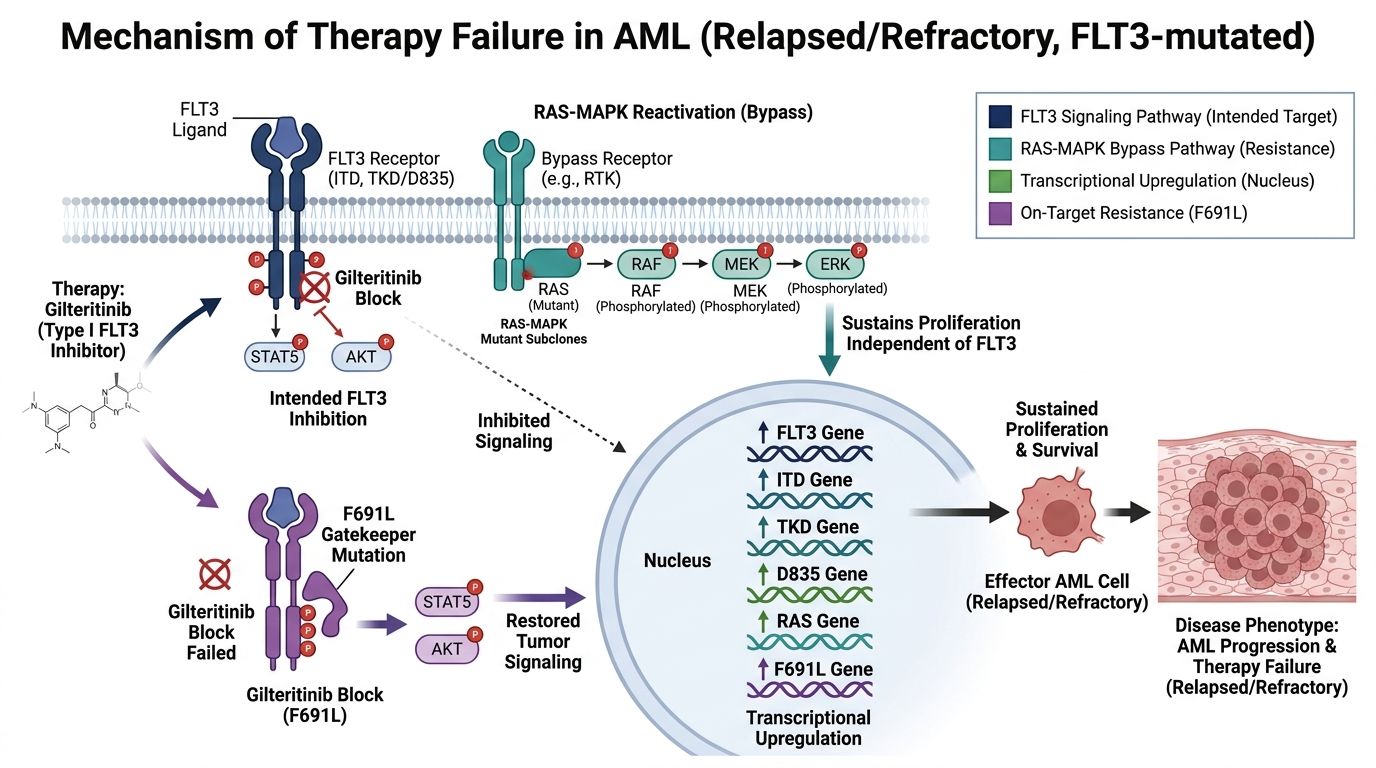 Mechanism of Therapy Failure in AML (Relapsed/Refractory, FLT3-mutated)
FLT3
Ligand
FLT3 Receptor
(ITD, TKD/D835)
RAS-MAPK Reactivation (Bypass)
Bypass Receptor
(e.g., RTK)
FLT3 Signaling Pathway (Intended Target)
RAS-MAPK Bypass Pathway (Resistance)
Transcriptional Upregulation (Nucleus)
On-Target Resistance (F691L)
Therapy:
Gilteritinib
(Type I FLT3
Inhibitor)
P
P
P
Gilteritinib
Block
STAT5
P
AKT
P
Intended FLT3
Inhibition
RAS
(Mutant)
RAS-MAPK
Mutant Subclones
RAF
RAF
(Phosphorylated)
MEK
MEK
(Phosphorylated)
ERK
P
(Phosphorylated)
Sustains Proliferation
Independent of FLT3
Inhibited
Signaling
N
N
O
O
N
Gilteritinib
Block
Failed
F691L
Gatekeeper
Mutation
P
P
P
Gilteritinib Block
(F691L)
STAT5
P
AKT
P
Restored
Tumor
Signaling
Nucleus
FLT3 Gene
ITD Gene
TKD Gene
D835 Gene
RAS Gene
F691L Gene
Transcriptional
Upregulation
Sustained
Proliferation
& Survival
Effector AML Cell
(Relapsed/Refractory)
Disease Phenotype:
AML Progression &
Therapy Failure
(Relapsed/Refractory)